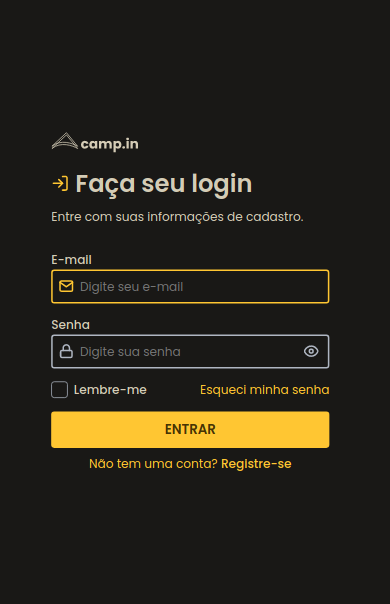 camp.in
Faça seu login
Entre com suas informações de cadastro.
E-mail
Digite seu e-mail
Senha
Digite sua senha
Lembre-me Esqueci minha senha
ENTRAR
Não tem uma conta? Registre-se